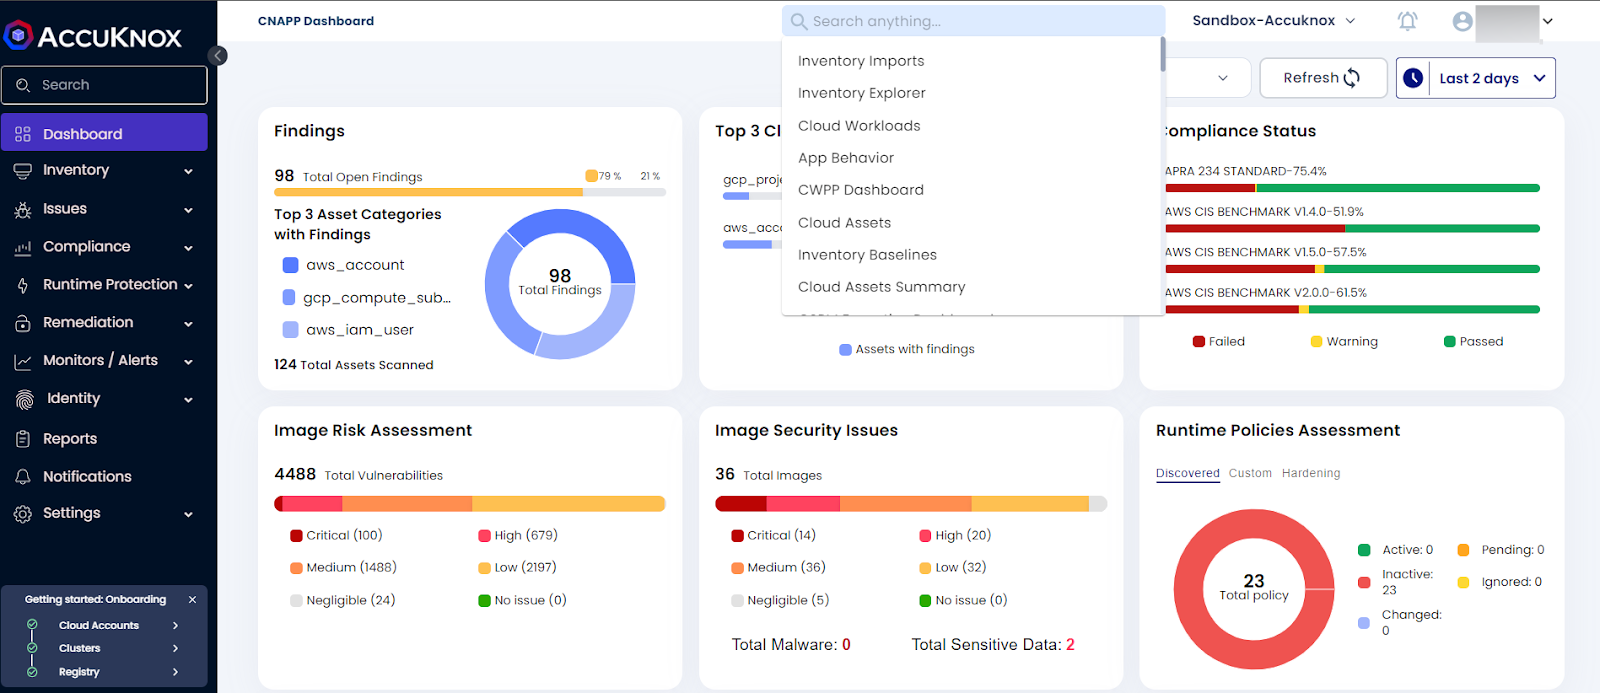 ACCUKNOX
Search
Dashboard
Inventory
Issues
Compliance
Runtime Protection
Remediation
Monitors / Alerts
Identity
Reports
Notifications
Settings
Getting started: Onboarding
Cloud Accounts
Clusters
Registry
CNAPP Dashboard
Search anything...
Sandbox-Accuknox
Inventory Imports
Inventory Explorer
Cloud Workloads
App Behavior
CWPP Dashboard
Cloud Assets
Inventory Baselines
Cloud Assets Summary
Refresh
Last 2 days
Findings
98 Total Open Findings
79 % 21 %
Top 3 Asset Categories
with Findings
aws_account
gcp_compute_sub...
aws_iam_user
98
Total Findings
124 Total Assets Scanned
Top 3 Cl
gcp_proje
aws_acco
Assets with findings
Compliance Status
APRA 234 STANDARD-75.4%
AWS CIS BENCHMARK V1.4.0-51.9%
AWS CIS BENCHMARK V1.5.0-57.5%
AWS CIS BENCHMARK V2.0.0-61.5%
Failed Warning Passed
Image Risk Assessment
4488 Total Vulnerabilities
Critical (100) High (679)
Medium (1488) Low (2197)
Negligible (24) No issue (0)
Image Security Issues
36 Total Images
Critical (14) High (20)
Medium (36) Low (32)
Negligible (5) No issue (0)
Total Malware: 0 Total Sensitive Data: 2
Runtime Policies Assessment
Discovered Custom Hardening
23
Total policy
Active: 0 Pending: 0
Inactive:
23
Ignored: 0
Changed:
0